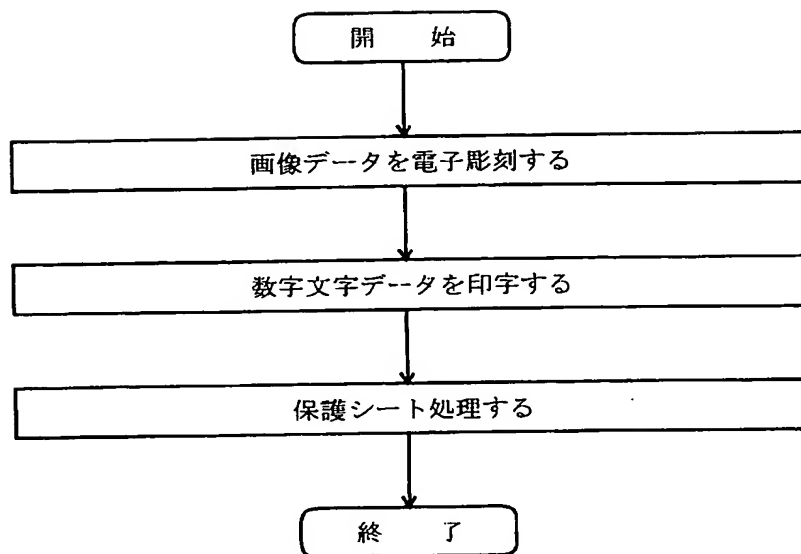 開 始
画像データを電子彫刻する
数字文字データを印字する
保護シート処理する
終 了